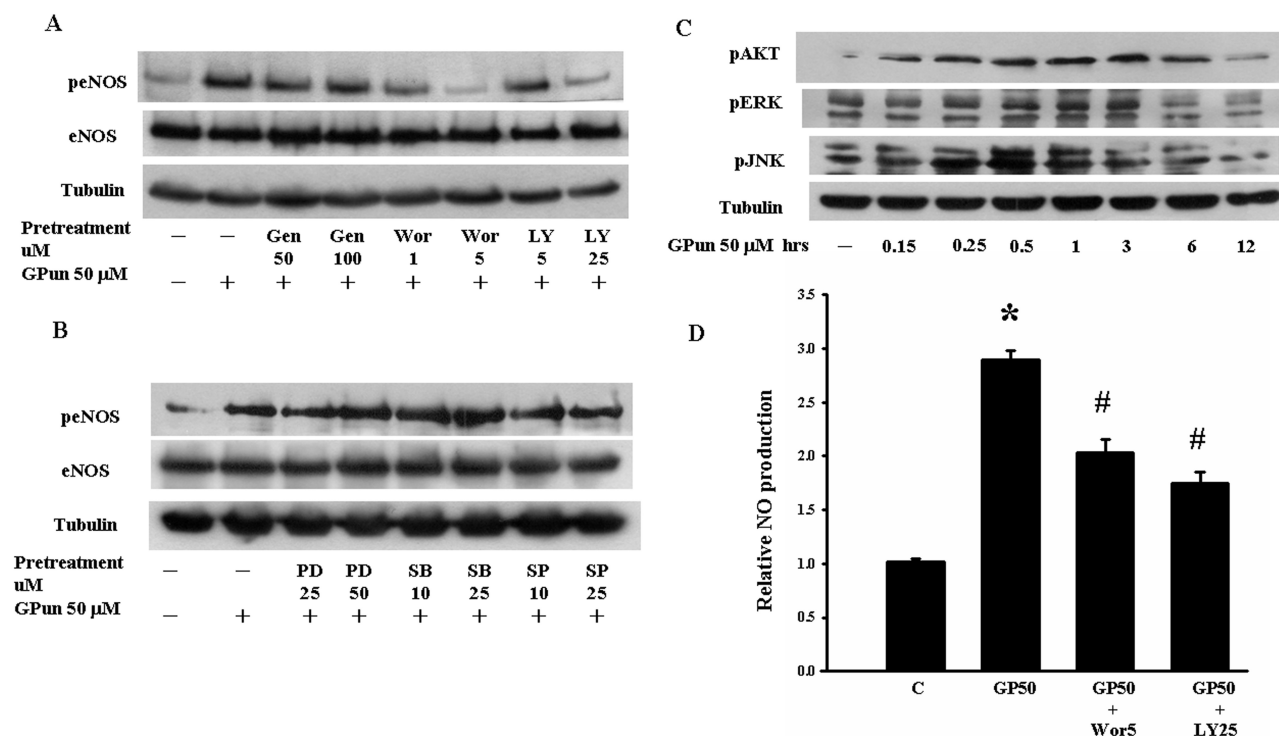 A
peNOS
eNOS
Tubulin
Pretreatment
uM
– – Gen Gen Wor Wor LY LY
50 100 1 5 5 25
GPun 50 μM
– + + + + + + +
B
peNOS
eNOS
Tubulin
Pretreatment
uM
– – PD PD SB SB SP SP
25 50 10 25 10 25
GPun 50 μM
– + + + + + + +
C
pAKT
pERK
pJNK
Tubulin
GPun 50 μM hrs – 0.15 0.25 0.5 1 3 6 12
D
Relative NO production
3.5
3.0
2.5
2.0
1.5
1.0
0.5
0.0
*
#
#
C GP50 GP50 GP50
+ +
Wor5 LY25